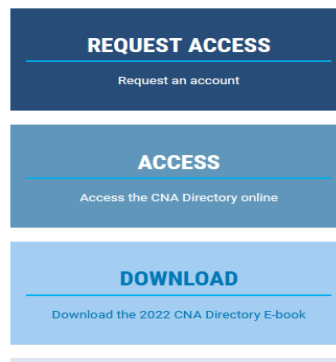 REQUEST ACCESS
Request an account
ACCESS
Access the CNA Directory online
DOWNLOAD
Download the 2022 CNA Directory E-book